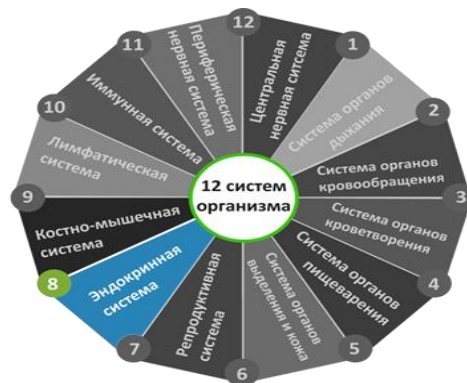 12 систем
организма
12
Центральная
нервная ситсема
1
Система органов
дыхания
2
Система органов
кровообращения
3
Система органов
кроветворения
4
Система органов
пищеварения
5
Система органов
выделения и кожа
6
Репродуктивная
система
7
Эндокринная
система
8
Костно-мышечная
система
9
Лимфатическая
система
10
Иммунная система
11
Периферическая
нервная система